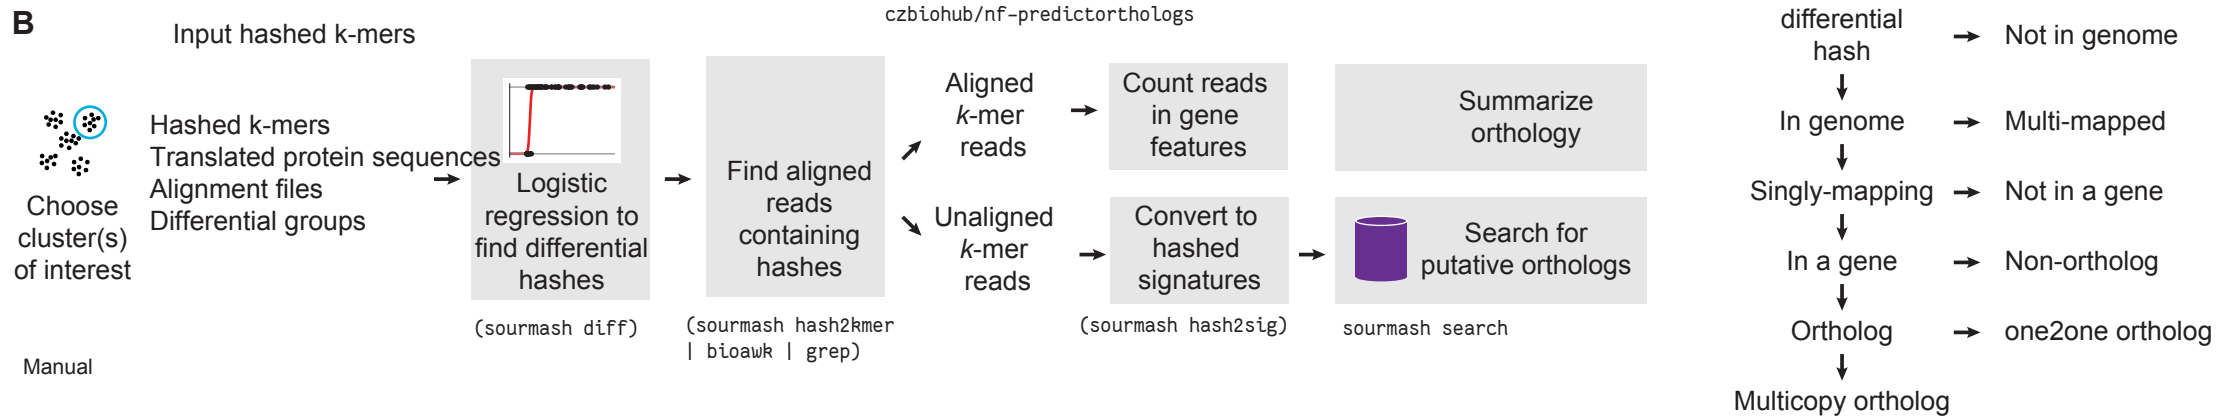 B
Input hashed k-mers
czbiohub/nf-predictorthologs
Choose
cluster(s)
of interest
Hashed k-mers
Translated protein sequences
Alignment files
Differential groups
Logistic
regression to
find differential
hashes
(sourmash diff)
Find aligned
reads
containing
hashes
(sourmash hash2kmer
| bioawk | grep)
Aligned
k-mer
reads
Count reads
in gene
features
Summarize
orthology
Unaligned
k-mer
reads
Convert to
hashed
signatures
(sourmash hash2sig)
Search for
putative orthologs
sourmash search
Manual
differential
hash
Not in genome
In genome
Multi-mapped
Singly-mapping
Not in a gene
In a gene
Non-ortholog
Ortholog
one2one ortholog
Multicopy ortholog